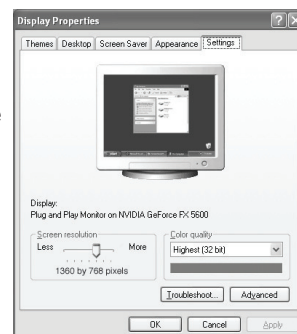 Display Properties
Themes Desktop Screen Saver Appearance Settings
Display:
Plug and Play Monitor on NVIDIA GeForce FX 5600
Screen resolution
Less More
1360 by 768 pixels
Color quality
Highest (32 bit)
Troubleshoot... Advanced
OK Cancel Apply